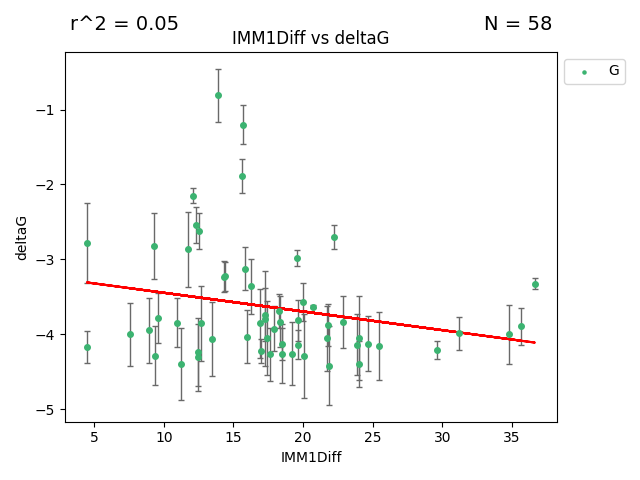 r^2 = 0.05
N = 58
IMM1Diff vs deltaG
G
−1
−2
−3
−4
−5
deltaG
5 10 15 20 25 30 35
IMM1Diff